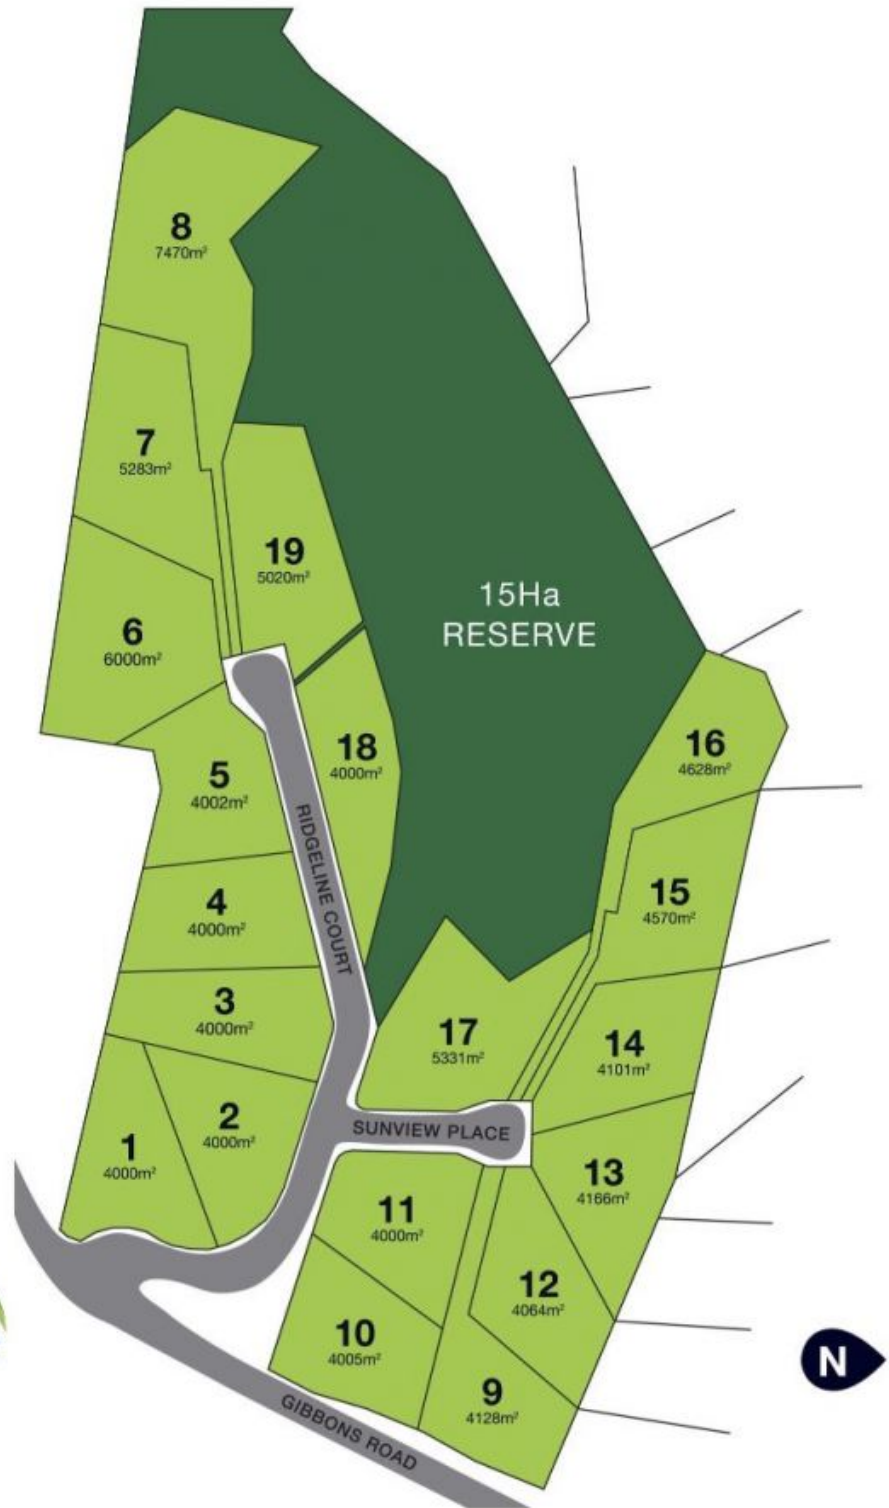 8
7470m²
7
5283m²
19
5020m²
15Ha
RESERVE
6
6000m²
18
4000m²
16
4628m²
5
4002m²
RIDGELINE COURT
15
4570m²
4
4000m²
3
4000m²
17
5331m²
14
4101m²
2
4000m²
SUNVIEW PLACE
1
4000m²
13
4166m²
11
4000m²
12
4064m²
10
4005m²
N
9
4128m²
GIBBONS ROAD